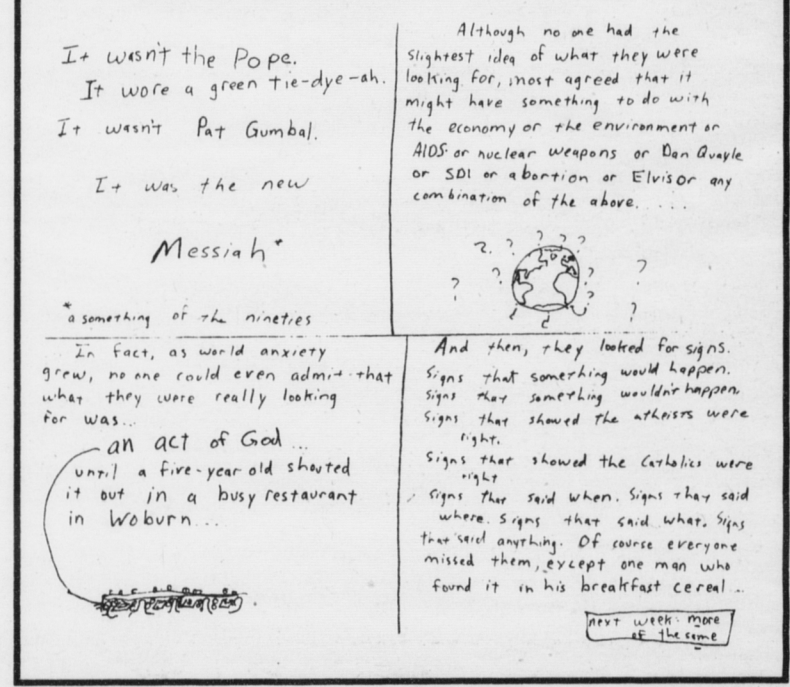 It wasn't the Pope.
It wore a green tie-dye-ah.
It wasn't Pat Gumbal.
It was the new
Messiah*
*a something of the nineties
Although no one had the
slightest idea of what they were
looking for, most agreed that it
might have something to do with
the economy or the environment or
AIDS or nuclear weapons or Dan Quayle
or SDI or abortion or Elvis or any
combination of the above. ....
? ? ? ? ? ? ? ? ? ? ?
In fact, as world anxiety
grew, no one could even admit that
what they were really looking
for was...
an act of God...
until a five-year old shouted
it out in a busy restaurant
in Woburn...
And then, they looked for signs.
Signs that something would happen.
Signs that something wouldn't happen.
Signs that showed the atheists were
right.
Signs that showed the Catholics were
right
Signs that said when. Signs that said
where. Signs that said what. Signs
that said anything. Of course everyone
missed them, except one man who
found it in his breakfast cereal...
next week: more
of the same